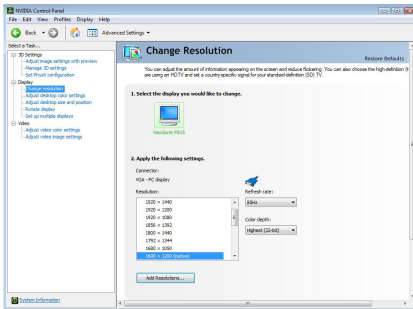 NVIDIA Control Panel
File Edit View Profiles Display Help
Back
Advanced Settings
Select a Task...
3D Settings
Adjust image settings with preview
Manage 3D settings
Set PhysX configuration
Display
Change resolution
Adjust desktop color settings
Adjust desktop size and position
Rotate display
Set up multiple displays
Video
Adjust video color settings
Adjust video image settings
System Information
Change Resolution
Restore Defaults
You can adjust the amount of information appearing on the screen and reduce flickering. You can also choose the high-definition (H
are using an HDTV and set a country-specific signal for your standard-definition (SD) TV.
1. Select the display you would like to change.
ViewSonic P815
2. Apply the following settings.
Connector:
VGA - PC display
Resolution:
1920 × 1440
1920 × 1200
1920 × 1080
1856 × 1392
1800 × 1440
1792 × 1344
1680 × 1050
1600 × 1200 (native)
Refresh rate:
85Hz
Color depth:
Highest (32-bit)
Add Resolutions...